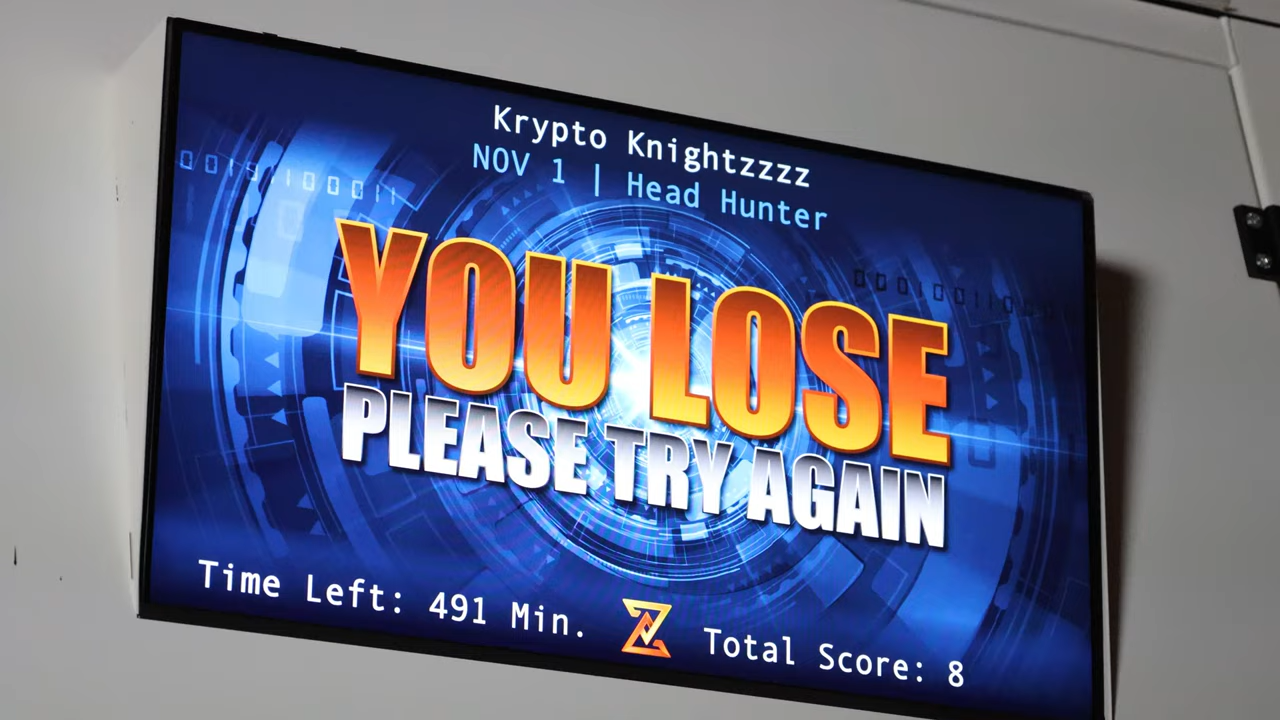 Krypto Knightzzzz
NOV 1 | Head Hunter
YOU LOSE
PLEASE TRY AGAIN
Time Left: 491 Min.
Total Score: 8